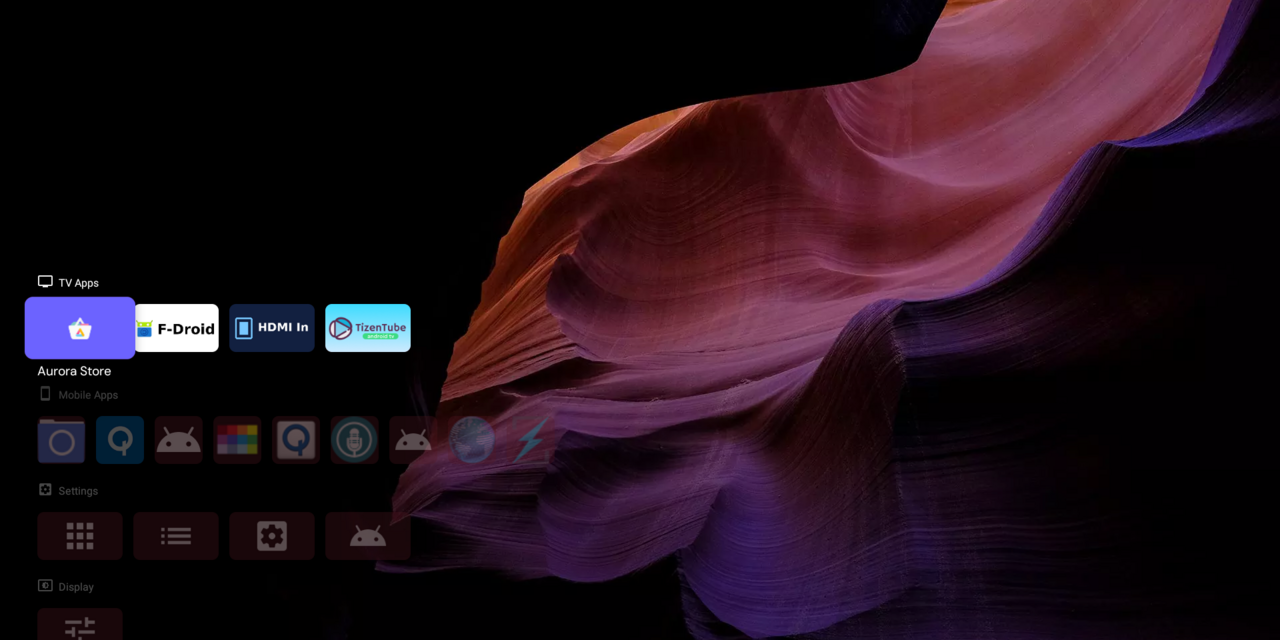 TV Apps
F-Droid
HDMI In
TizenTube
android tv
Aurora Store
Mobile Apps
Settings
Display